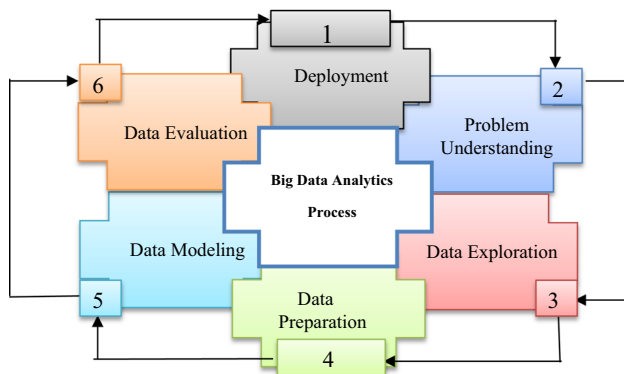 1
Deployment
2
Problem
Understanding
3
Data Exploration
4
Data
Preparation
5
Data Modeling
6
Data Evaluation
Big Data Analytics
Process